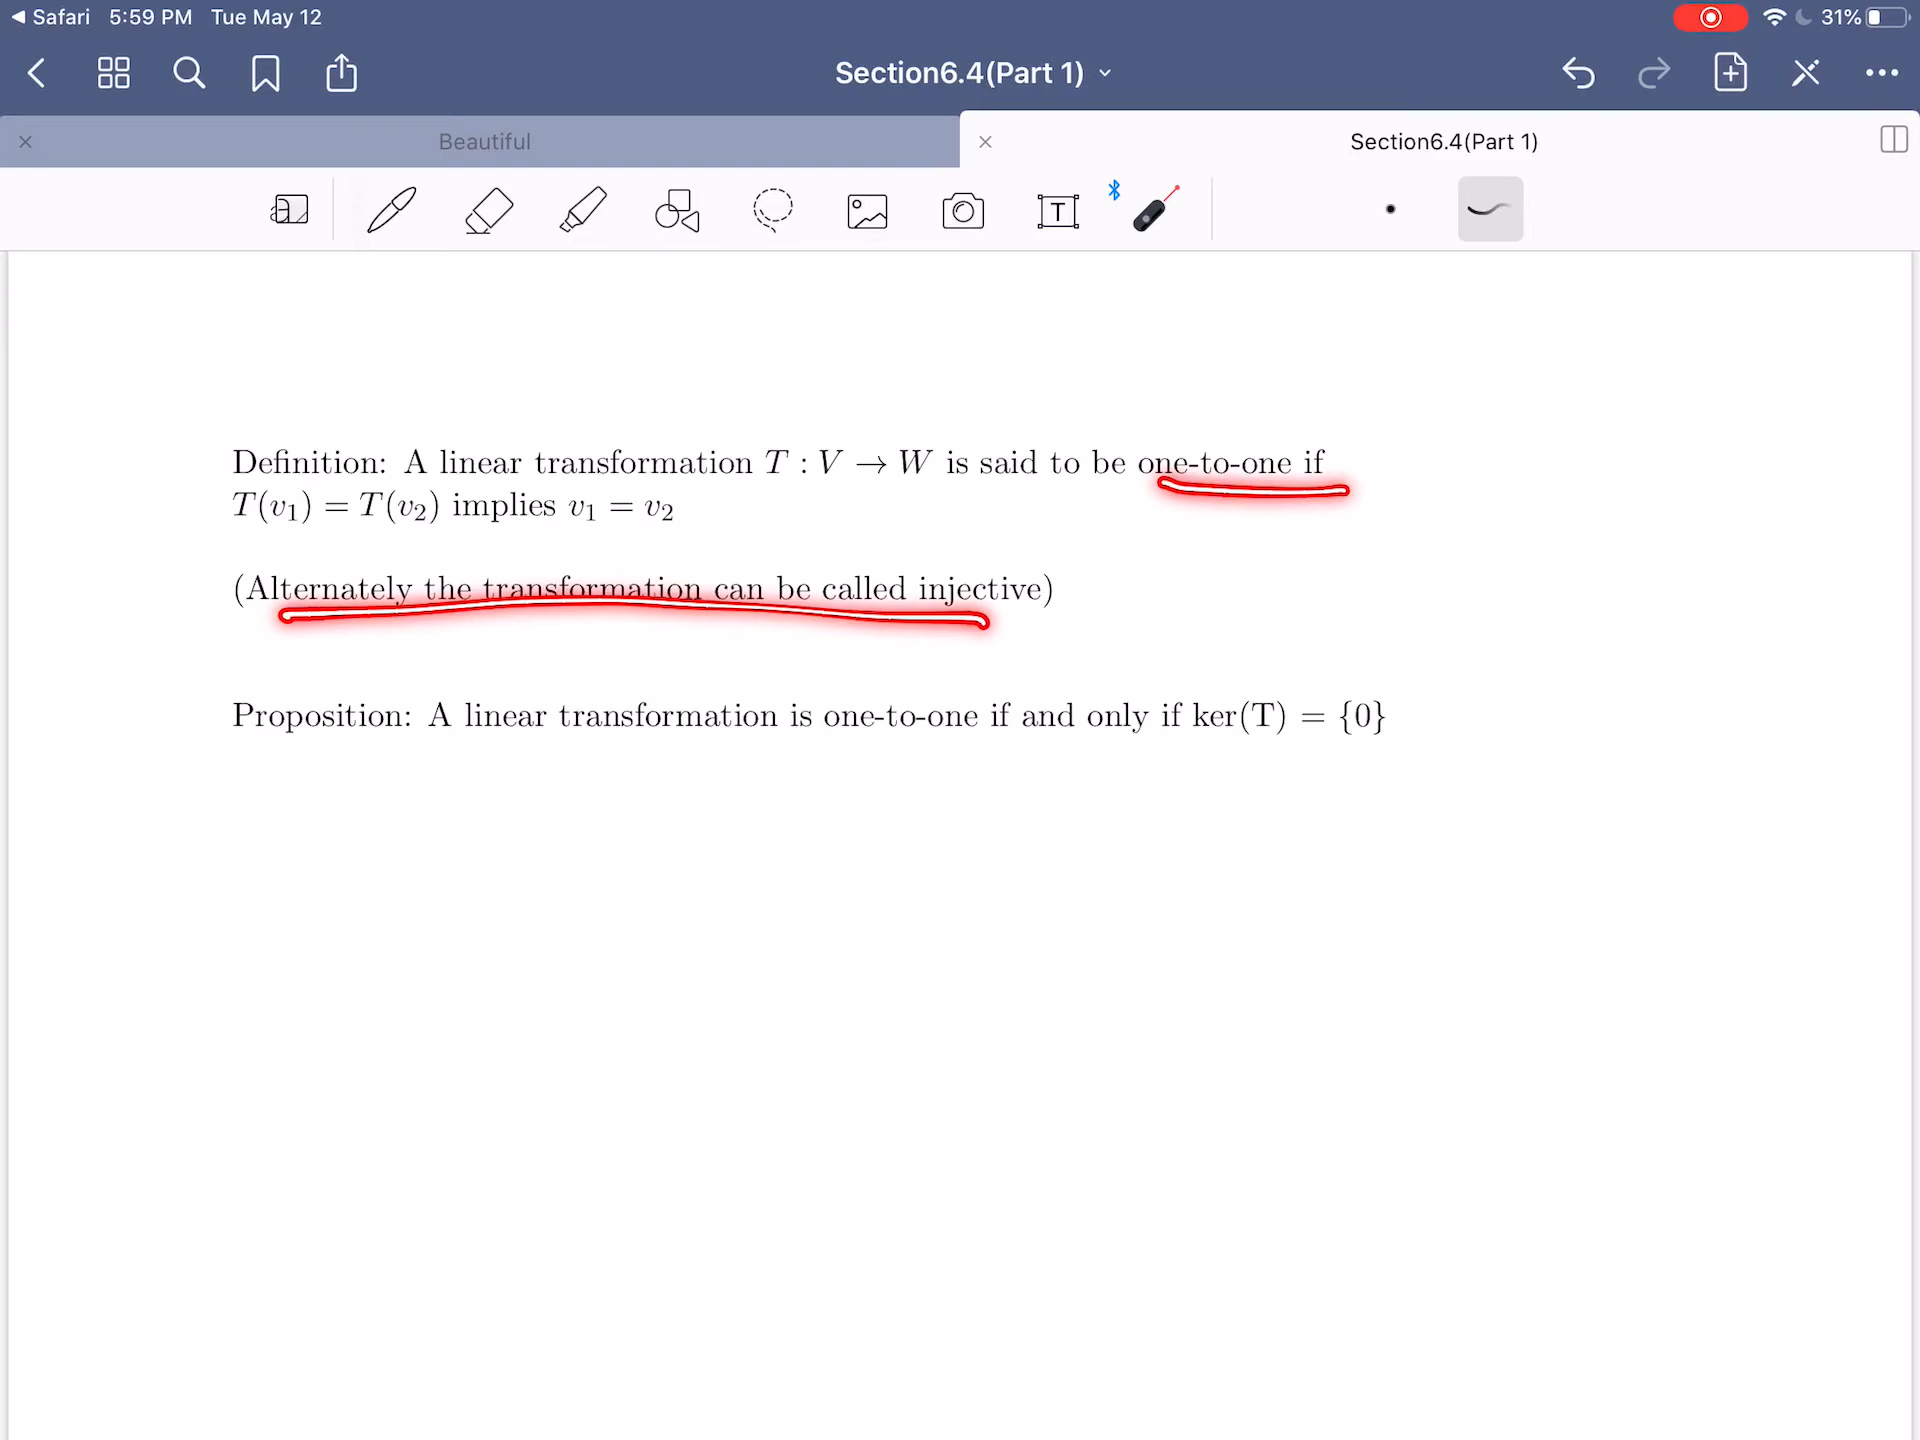 Safari 5:59 PM Tue May 12 31%
Section6.4(Part 1)
Beautiful Section6.4(Part 1)
a T
Definition: A linear transformation T : V → W is said to be one-to-one if
T(v₁) = T(v₂) implies v₁ = v₂
(Alternately the transformation can be called injective)
Proposition: A linear transformation is one-to-one if and only if ker(T) = {0}